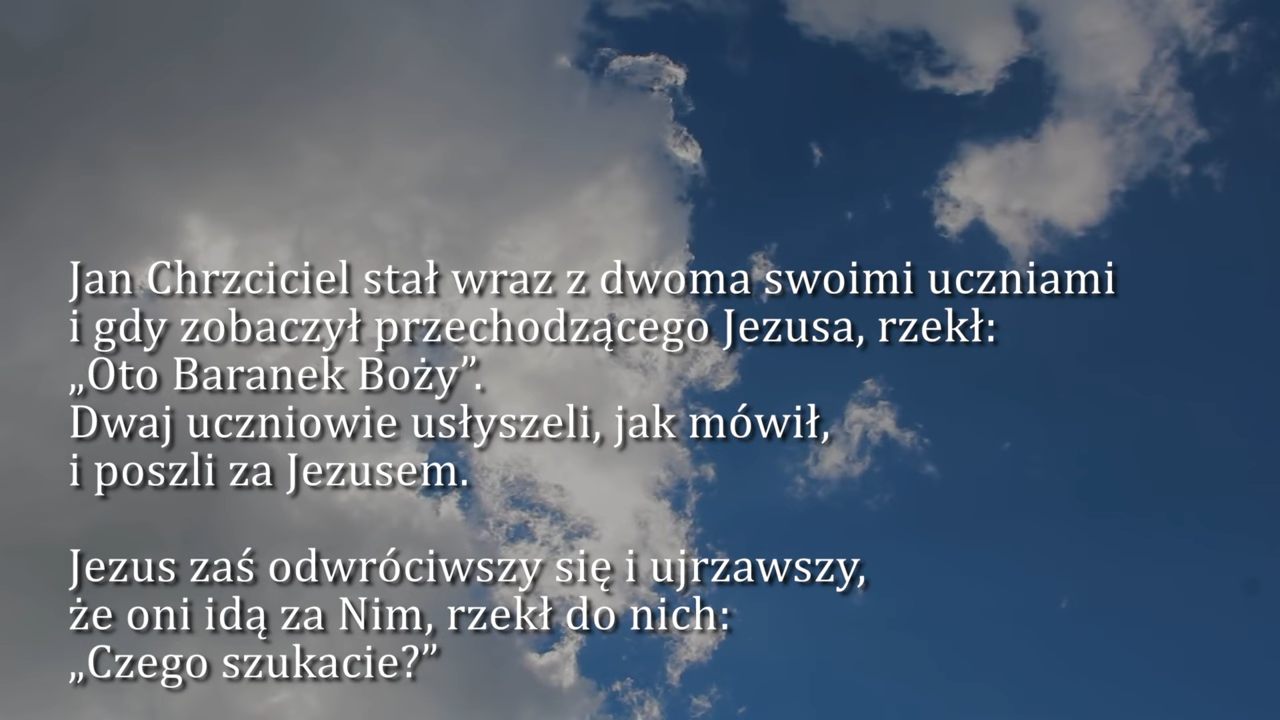 Jan Chrzciciel stał wraz z dwoma swoimi uczniami
i gdy zobaczył przechodzącego Jezusa, rzekł:
„Oto Baranek Boży”.
Dwaj uczniowie usłyszeli, jak mówił,
i poszli za Jezusem.
Jezus zaś odwróciwszy się i ujrzawszy,
że oni idą za Nim, rzekł do nich:
„Czego szukacie?”